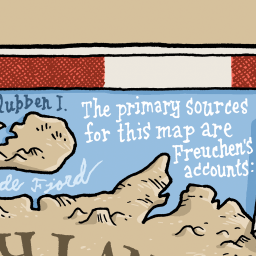 lubben I.
The primary sources
for this map are
Freuchen's
accounts:
de Fjord